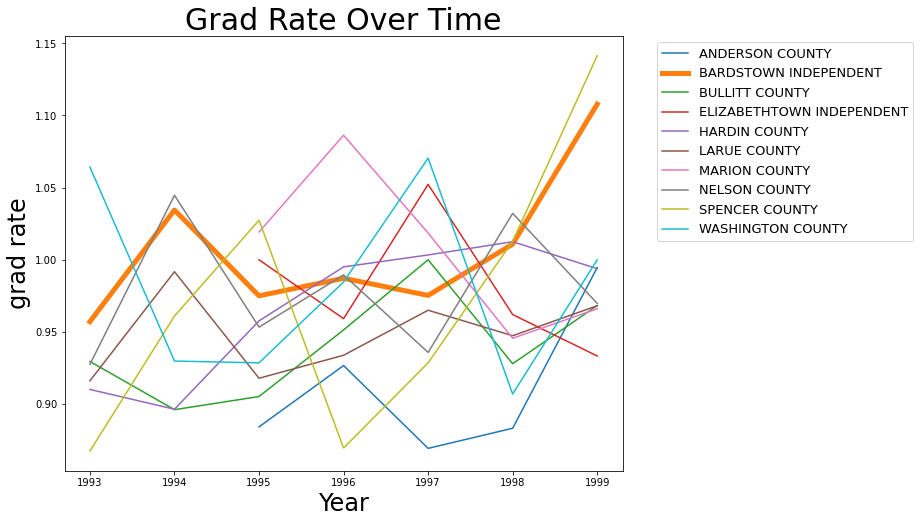 Grad Rate Over Time
1.15
1.10
1.05
1.00
0.95
0.90
grad rate
1993 1994 1995 1996 1997 1998 1999
Year
ANDERSON COUNTY
BARDSTOWN INDEPENDENT
BULLITT COUNTY
ELIZABETHTOWN INDEPENDENT
HARDIN COUNTY
LARUE COUNTY
MARION COUNTY
NELSON COUNTY
SPENCER COUNTY
WASHINGTON COUNTY